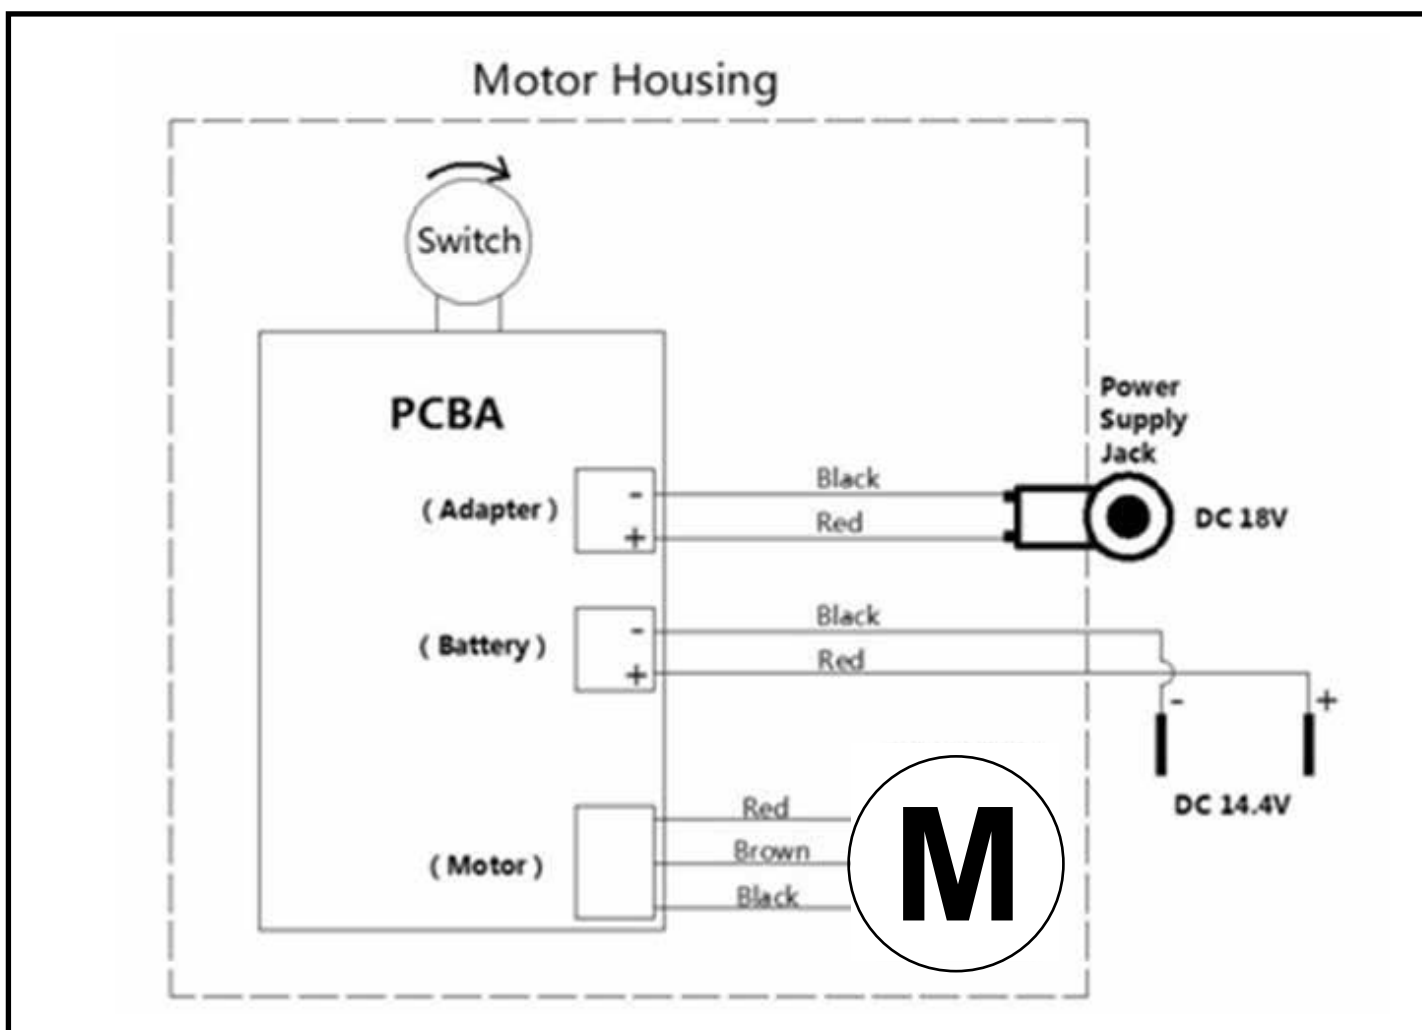 Motor Housing
Switch
PCBA
Power
Supply
Jack
( Adapter )
-
+
Black
Red
DC 18V
( Battery )
-
+
Black
Red
-
+
DC 14.4V
( Motor )
Red
Brown
Black
M